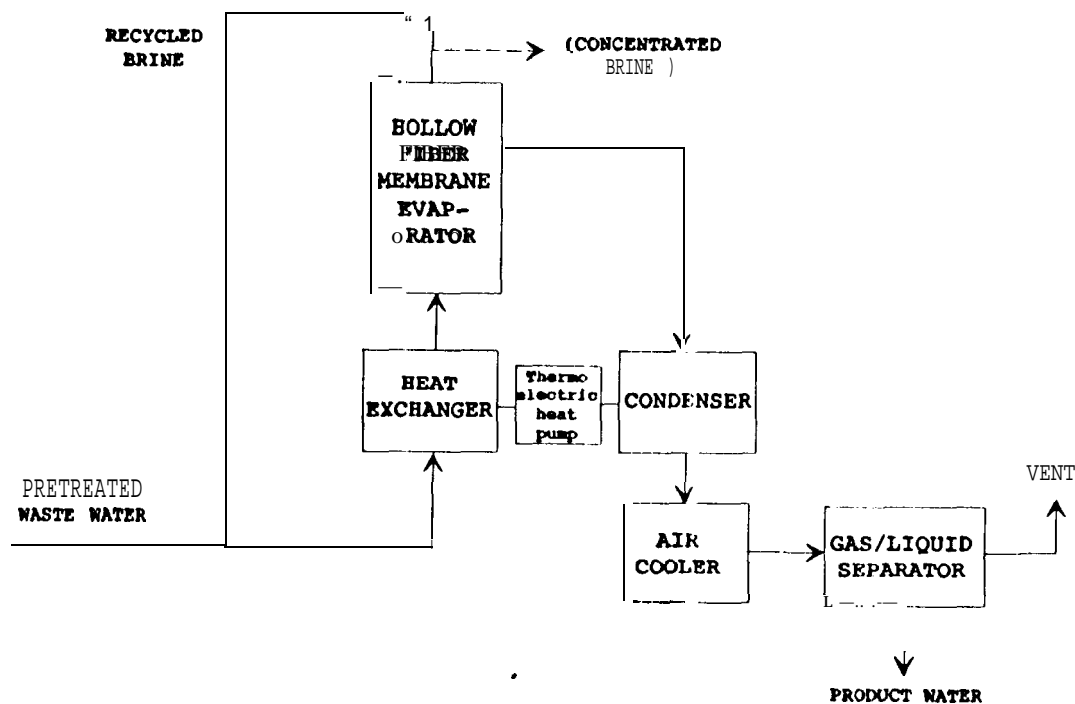 RECYCLED
BRINE
(CONCENTRATED
BRINE )
HOLLOW
FIBER
MEMBRANE
EVAP-
oRATOR
HEAT
EXCHANGER
Thermo
electric
heat
pump
CONDENSER
PRETREATED
WASTE WATER
AIR
COOLER
GAS/LIQUID
SEPARATOR
VENT
PRODUCT WATER